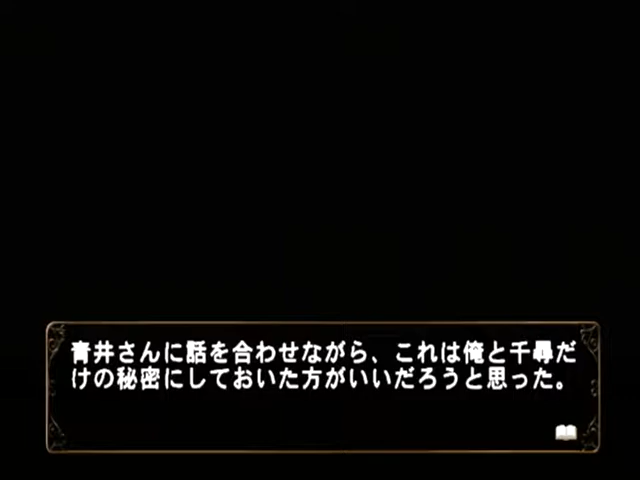 青井さんに話を合わせながら、これは俺と千尋だ
けの秘密にしておいた方がいいだろうと思った。